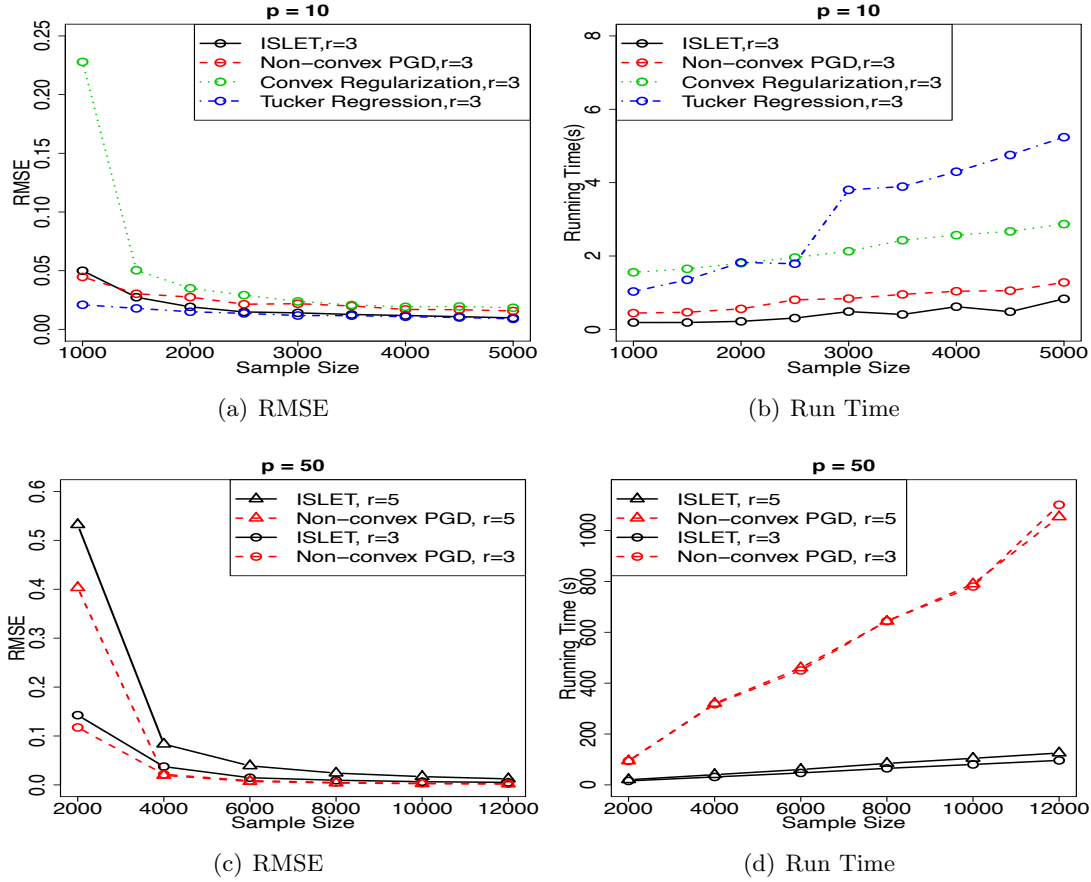 p = 10
ISLET,r=3
Non−convex PGD,r=3
Convex Regularization,r=3
Tucker Regression,r=3
RMSE
0.00 0.05 0.10 0.15 0.20 0.25
1000 2000 3000 4000 5000
Sample Size
(a) RMSE
p = 10
ISLET,r=3
Non−convex PGD,r=3
Convex Regularization,r=3
Tucker Regression,r=3
Running Time(s)
0 2 4 6 8
1000 2000 3000 4000 5000
Sample Size
(b) Run Time
p = 50
ISLET, r=5
Non−convex PGD, r=5
ISLET, r=3
Non−convex PGD, r=3
RMSE
0.0 0.1 0.2 0.3 0.4 0.5 0.6
2000 4000 6000 8000 10000 12000
Sample Size
(c) RMSE
p = 50
ISLET, r=5
Non−convex PGD, r=5
ISLET, r=3
Non−convex PGD, r=3
Running Time (s)
0 200 400 600 800 1000
2000 4000 6000 8000 10000 12000
Sample Size
(d) Run Time